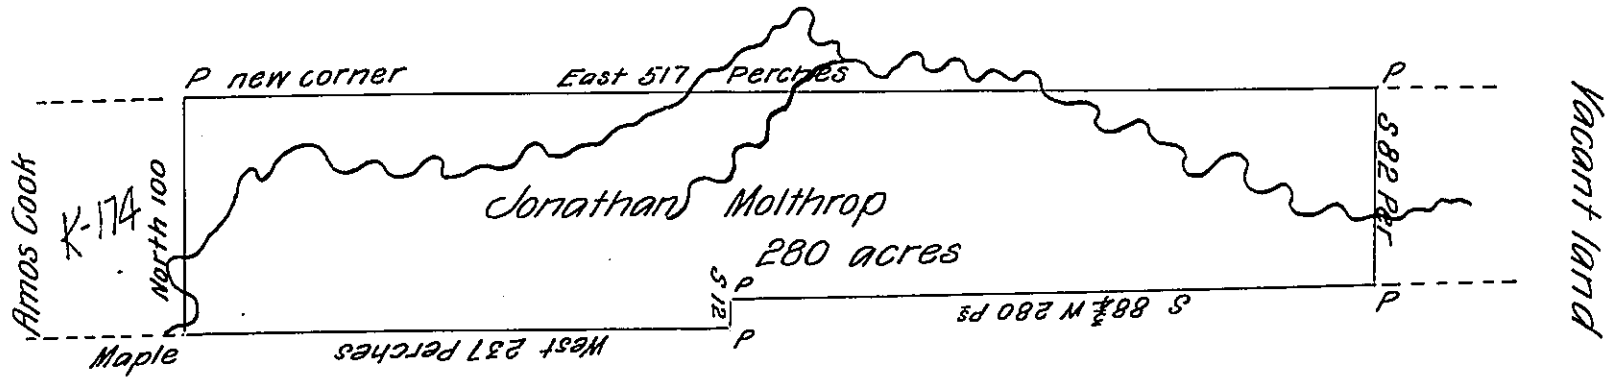 P new corner
East 517 Perches
P
Amos Cook
K-174
North 100
S 82 Per
Vacant land
Jonathan Molthrop
280 acres
S 12
P
P
S 88¾ W 280 Ps
P
Maple
West 237 Perches